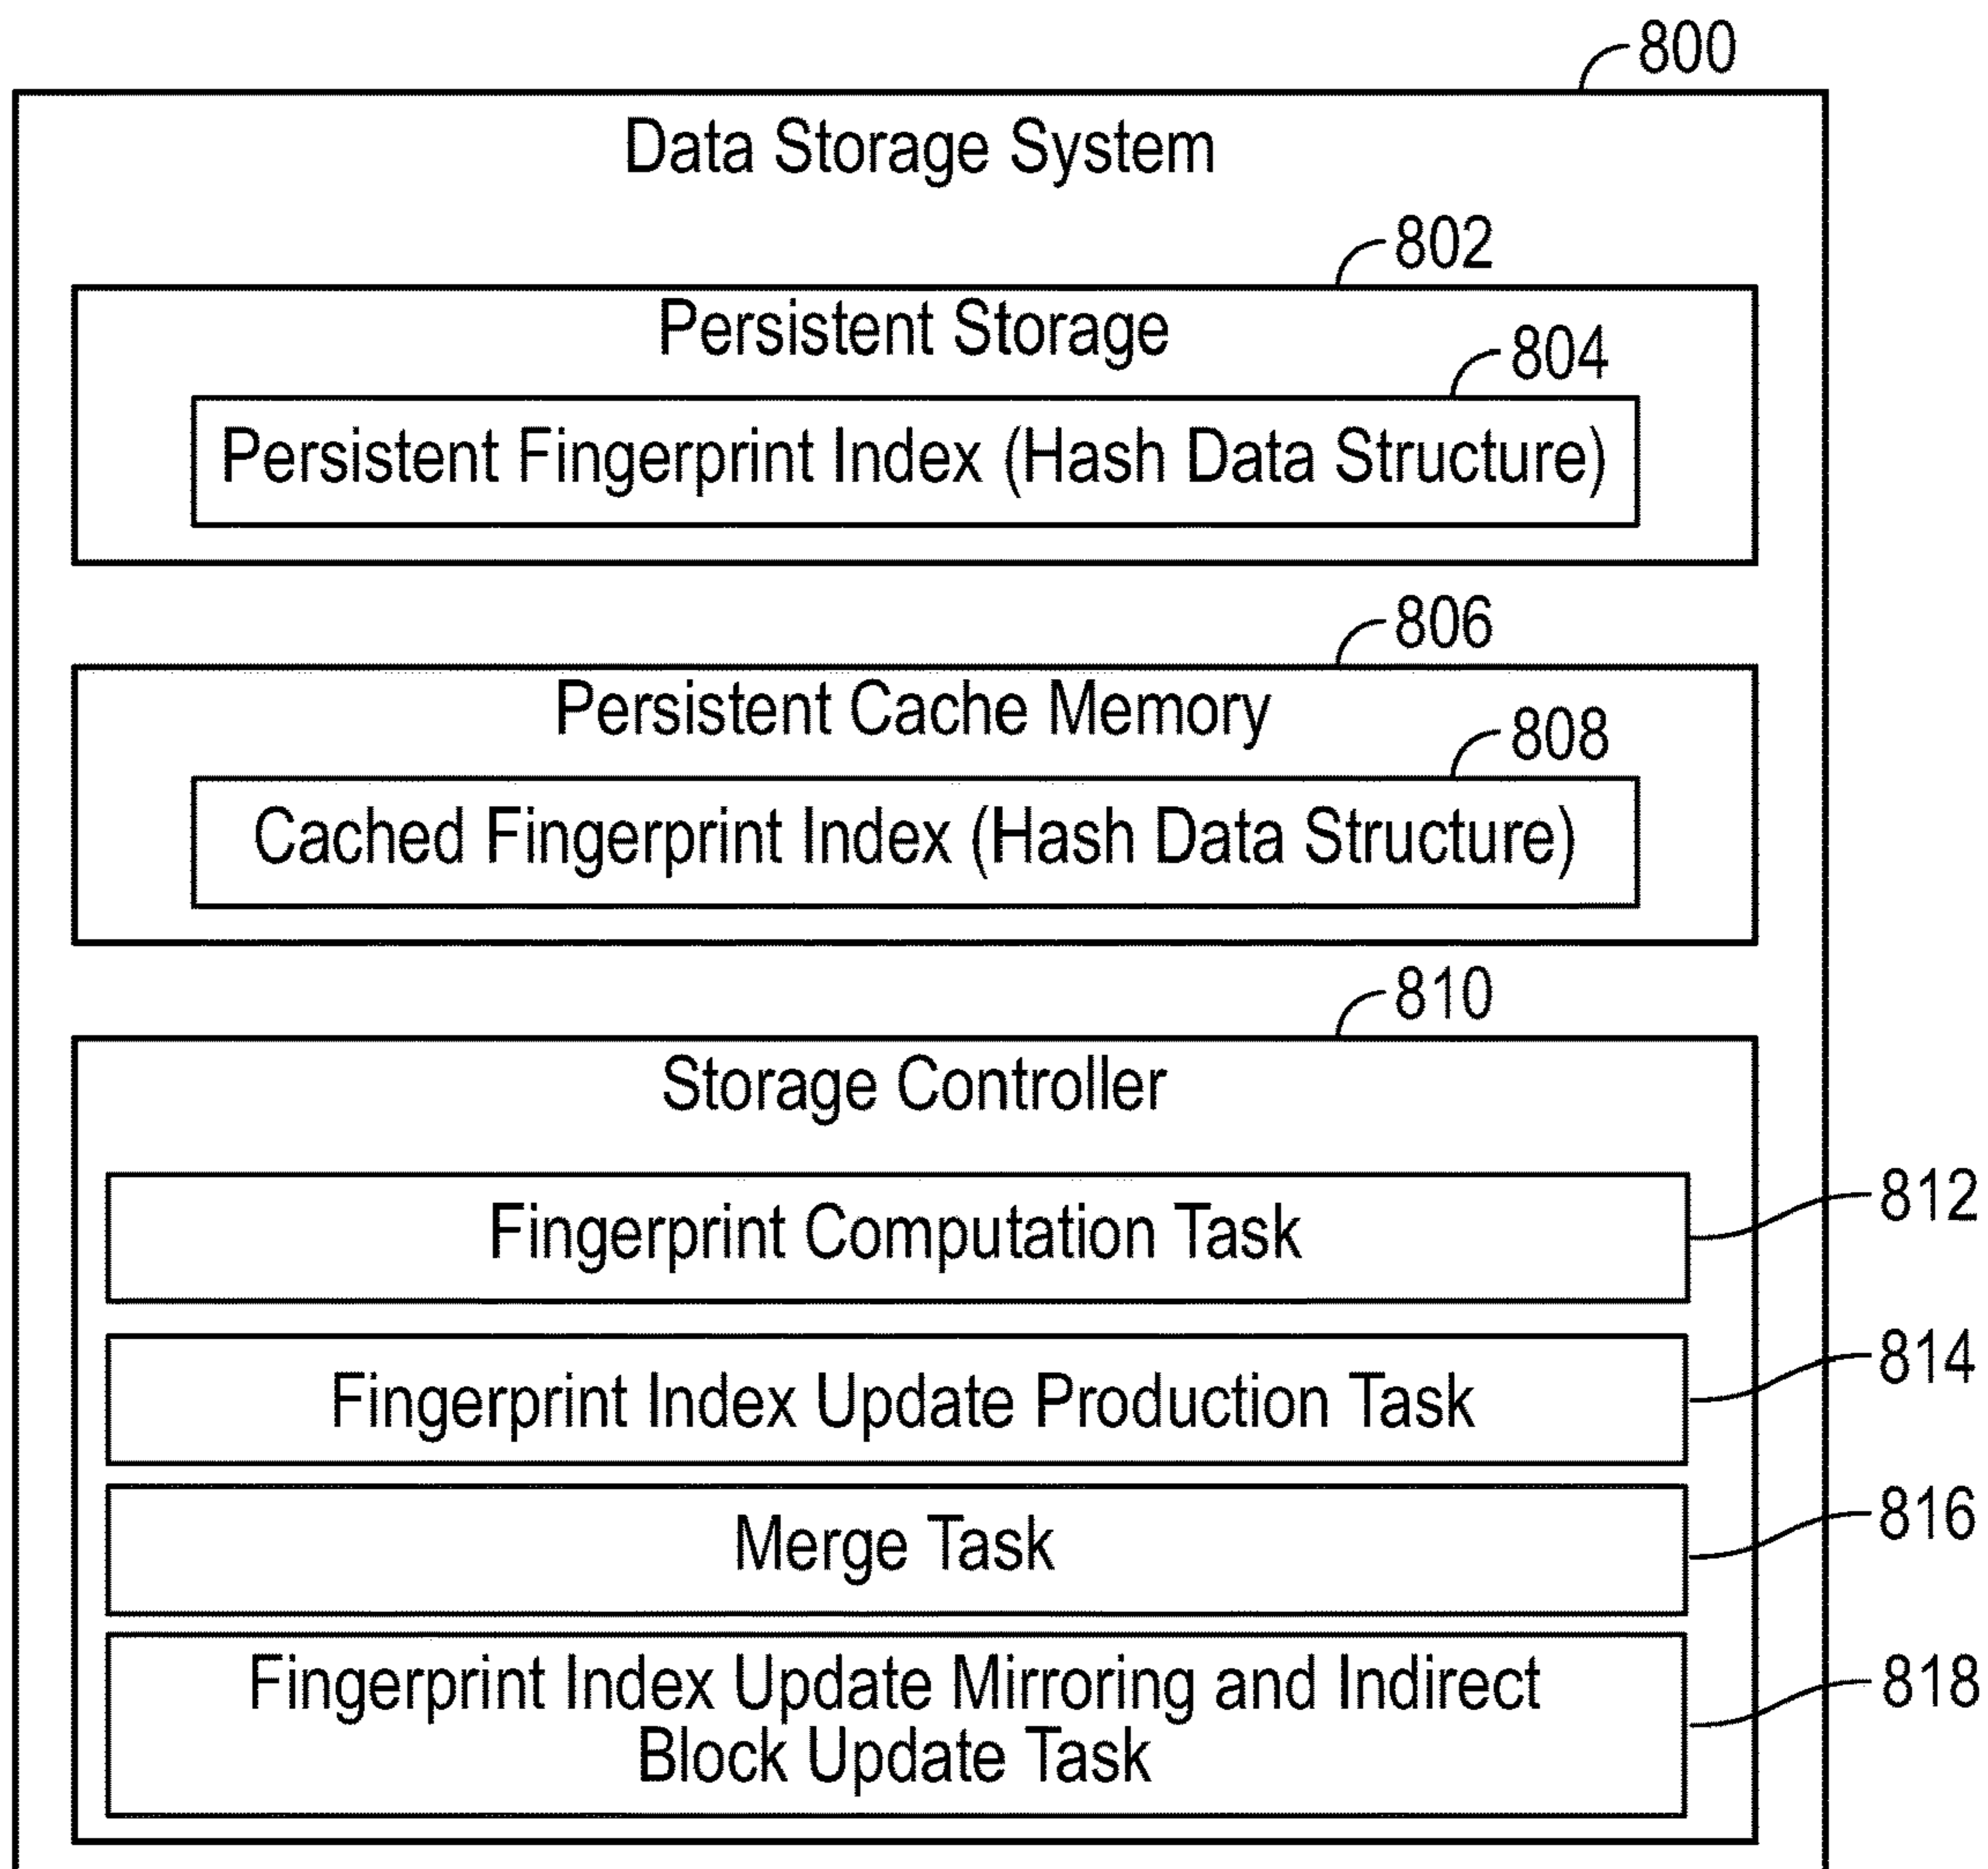 800
Data Storage System
802
Persistent Storage
804
Persistent Fingerprint Index (Hash Data Structure)
806
Persistent Cache Memory
808
Cached Fingerprint Index (Hash Data Structure)
810
Storage Controller
812
Fingerprint Computation Task
814
Fingerprint Index Update Production Task
816
Merge Task
818
Fingerprint Index Update Mirroring and Indirect
Block Update Task